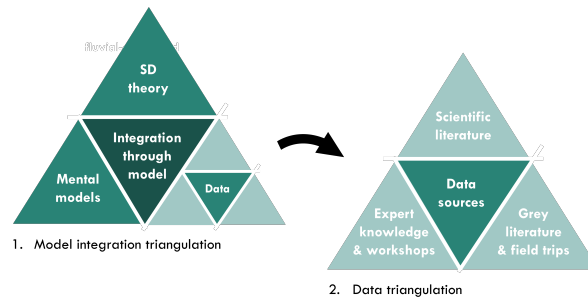 SD
theory
Integration
through
model
Mental
models
Data
1. Model integration triangulation
Scientific
literature
Data
sources
Expert
knowledge
& workshops
Grey
literature
& field trips
2. Data triangulation